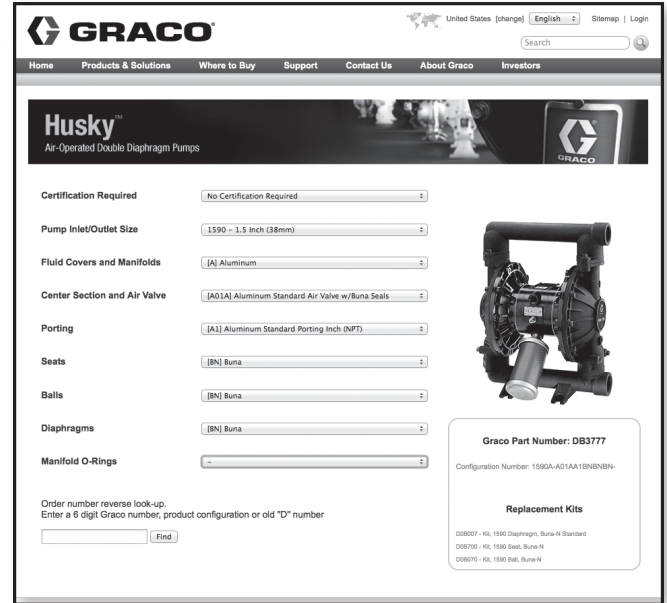 GRACO
United States [change] English Sitemap | Login
Search
Home Products & Solutions Where to Buy Support Contact Us About Graco Investors
Husky™
Air-Operated Double Diaphragm Pumps
GRACO
Certification Required No Certification Required
Pump Inlet/Outlet Size 1590 – 1.5 Inch (38mm)
Fluid Covers and Manifolds [A] Aluminum
Center Section and Air Valve [A01A] Aluminum Standard Air Valve w/Buna Seals
Porting [A1] Aluminum Standard Porting Inch (NPT)
Seats [BN] Buna
Balls [BN] Buna
Diaphragms [BN] Buna
Manifold O-Rings –
Order number reverse look-up.
Enter a 6 digit Graco number, product configuration or old "D" number
Find
Graco Part Number: DB3777
Configuration Number: 1590A-A01AA1BNBNBN-
Replacement Kits
D0B007 - Kit, 1590 Diaphragm, Buna-N Standard
D0B700 - Kit, 1590 Seat, Buna-N
D0B070 - Kit, 1590 Ball, Buna-N